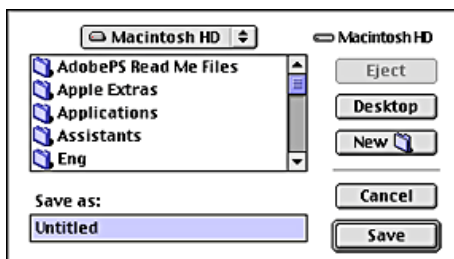 Macintosh HD
Macintosh HD
AdobePS Read Me Files
Apple Extras
Applications
Assistants
Eng
Eject
Desktop
New
Save as:
Untitled
Cancel
Save